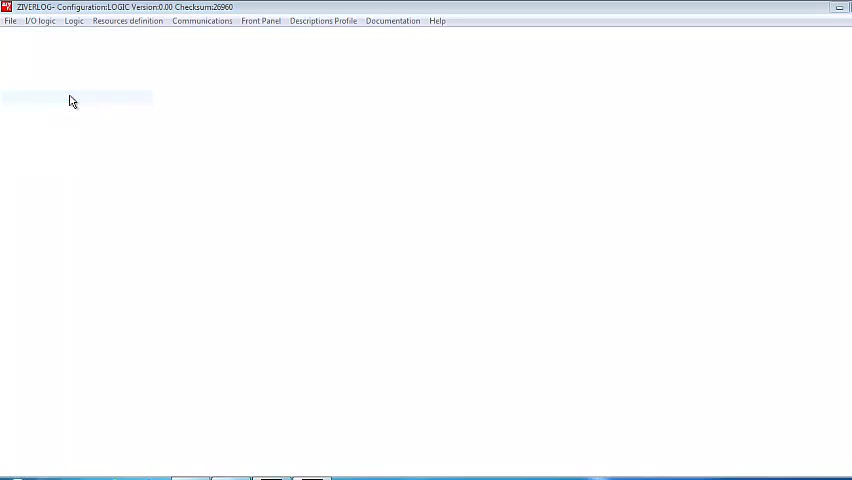 ZIVERLOG- Configuration:LOGIC Version:0.00 Checksum:26960
File I/O logic Logic Resources definition Communications Front Panel Descriptions Profile Documentation Help